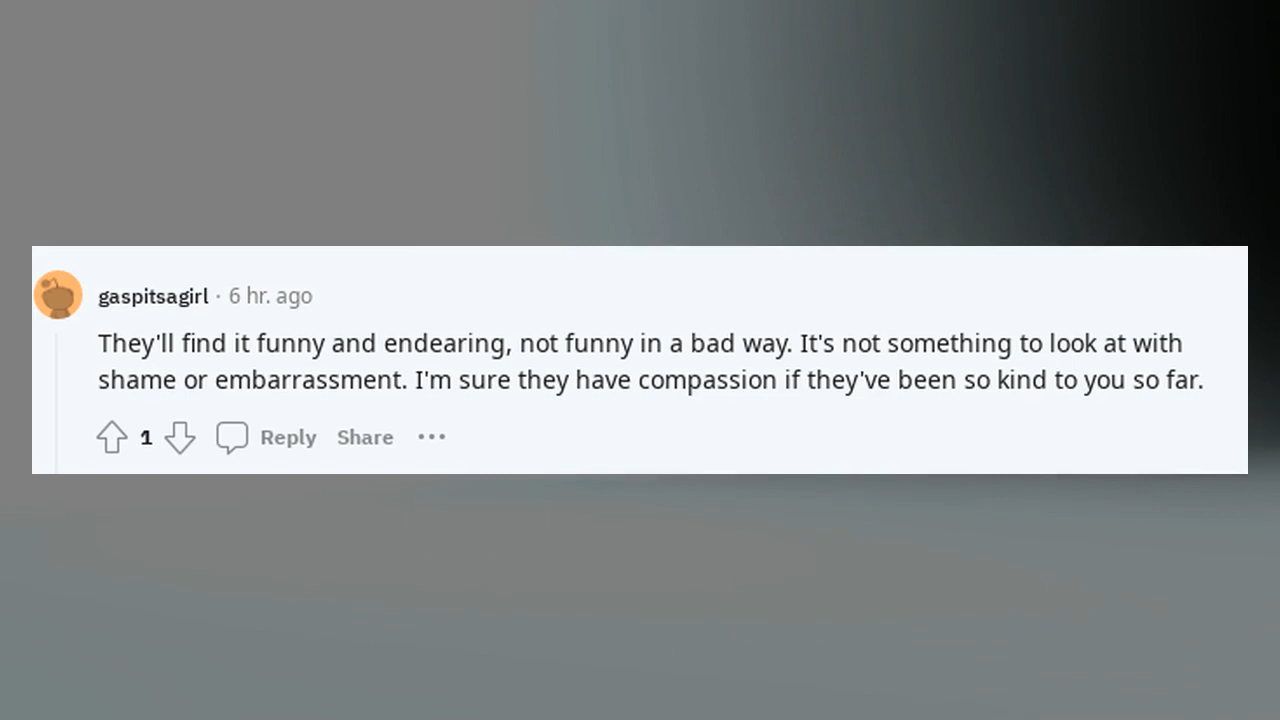 gaspitsagirl · 6 hr. ago
They'll find it funny and endearing, not funny in a bad way. It's not something to look at with
shame or embarrassment. I'm sure they have compassion if they've been so kind to you so far.
1 Reply Share ···